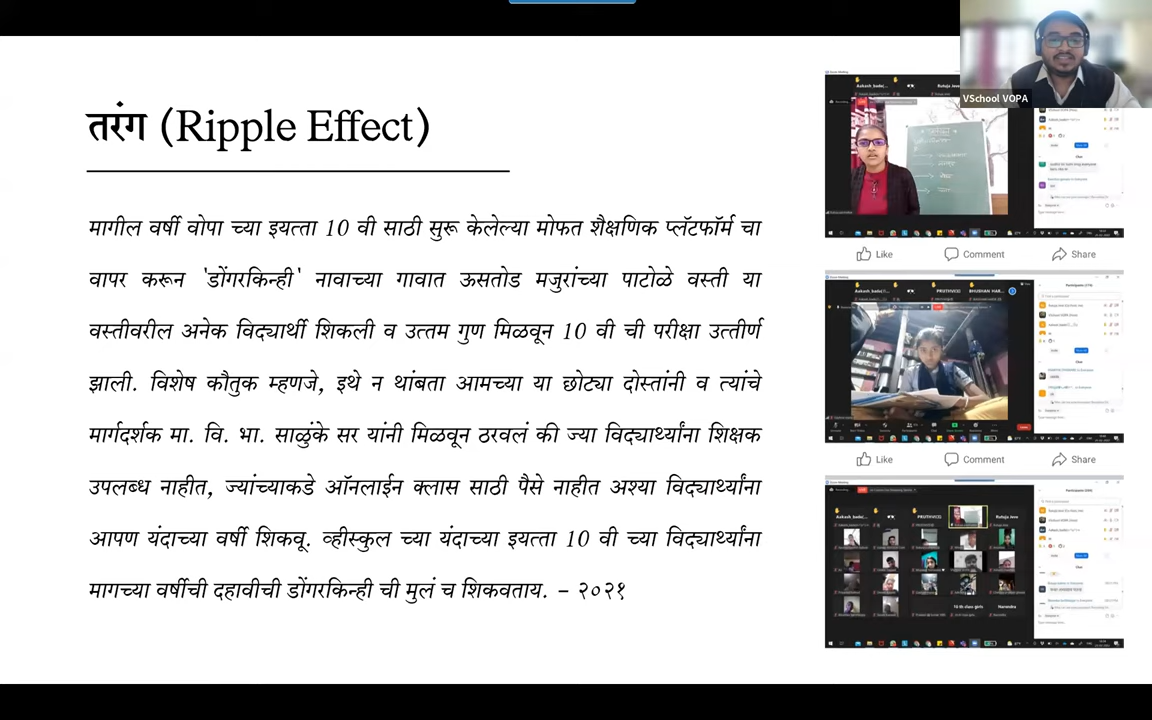 VSchool VOPA
तरंग (Ripple Effect)
मागील वर्षी वोपा च्या इयत्ता 10 वी साठी सुरू केलेल्या मोफत शैक्षणिक प्लॅटफॉर्म चा
वापर करून 'डोंगरकिन्ही' नावाच्या गावात ऊसतोड मजुरांच्या पाटोळे वस्ती या
वस्तीवरील अनेक विद्यार्थी शिकली व उत्तम गुण मिळवून 10 वी ची परीक्षा उत्तीर्ण
झाली. विशेष कौतुक म्हणजे, इथे न थांबता आमच्या या छोट्या दोस्तांनी व त्यांचे
मार्गदर्शक मा. वि. भा. साळुंके सर यांनी मिळवून ठरवलं की ज्या विद्यार्थ्यांना शिक्षक
उपलब्ध नाहीत, ज्यांच्याकडे ऑनलाईन क्लास साठी पैसे नाहीत अश्या विद्यार्थ्यांना
आपण यंदाच्या वर्षी शिकवू. व्हीस्कुल च्या यंदाच्या इयत्ता 10 वी च्या विद्यार्थ्यांना
मागच्या वर्षीची दहावीची डोंगरकिन्ही ची मुलं च शिकवताय. - २०२१
Like Comment Share
Like Comment Share